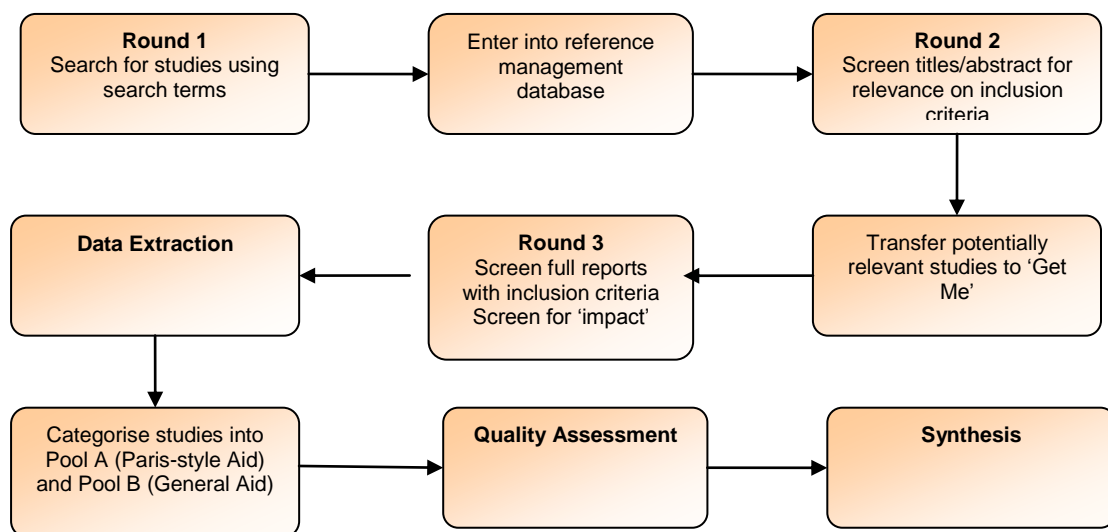 Round 1
Search for studies using
search terms
Enter into reference
management
database
Round 2
Screen titles/abstract for
relevance on inclusion
criteria
Transfer potentially
relevant studies to ‘Get
Me’
Round 3
Screen full reports
with inclusion criteria
Screen for ‘impact’
Data Extraction
Categorise studies into
Pool A (Paris-style Aid)
and Pool B (General Aid)
Quality Assessment
Synthesis